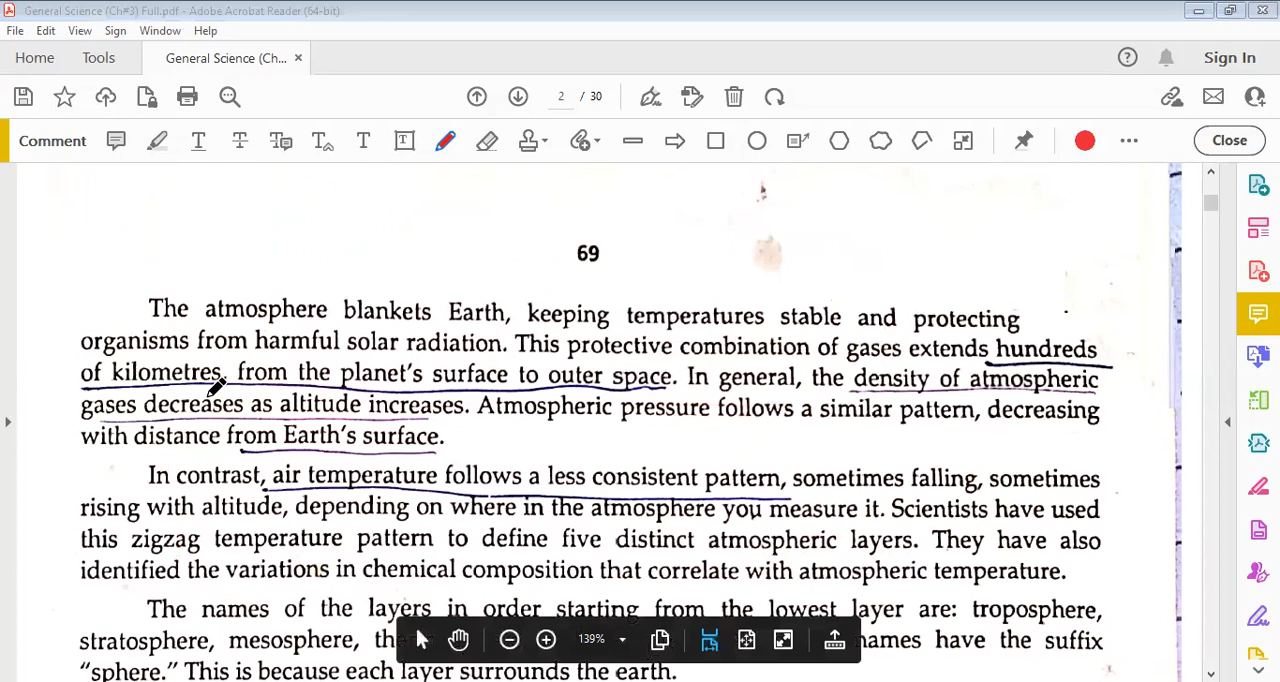 General Science (Ch#3) Full.pdf - Adobe Acrobat Reader (64-bit)
File Edit View Sign Window Help
Home Tools General Science (Ch... × Sign In
2 / 30
Comment Close
69
The atmosphere blankets Earth, keeping temperatures stable and protecting
organisms from harmful solar radiation. This protective combination of gases extends hundreds
of kilometres from the planet's surface to outer space. In general, the density of atmospheric
gases decreases as altitude increases. Atmospheric pressure follows a similar pattern, decreasing
with distance from Earth's surface.
In contrast, air temperature follows a less consistent pattern, sometimes falling, sometimes
rising with altitude, depending on where in the atmosphere you measure it. Scientists have used
this zigzag temperature pattern to define five distinct atmospheric layers. They have also
identified the variations in chemical composition that correlate with atmospheric temperature.
The names of the layers in order starting from the lowest layer are: troposphere,
stratosphere, mesosphere, names have the suffix
139%
"sphere." This is because each layer surrounds the earth.